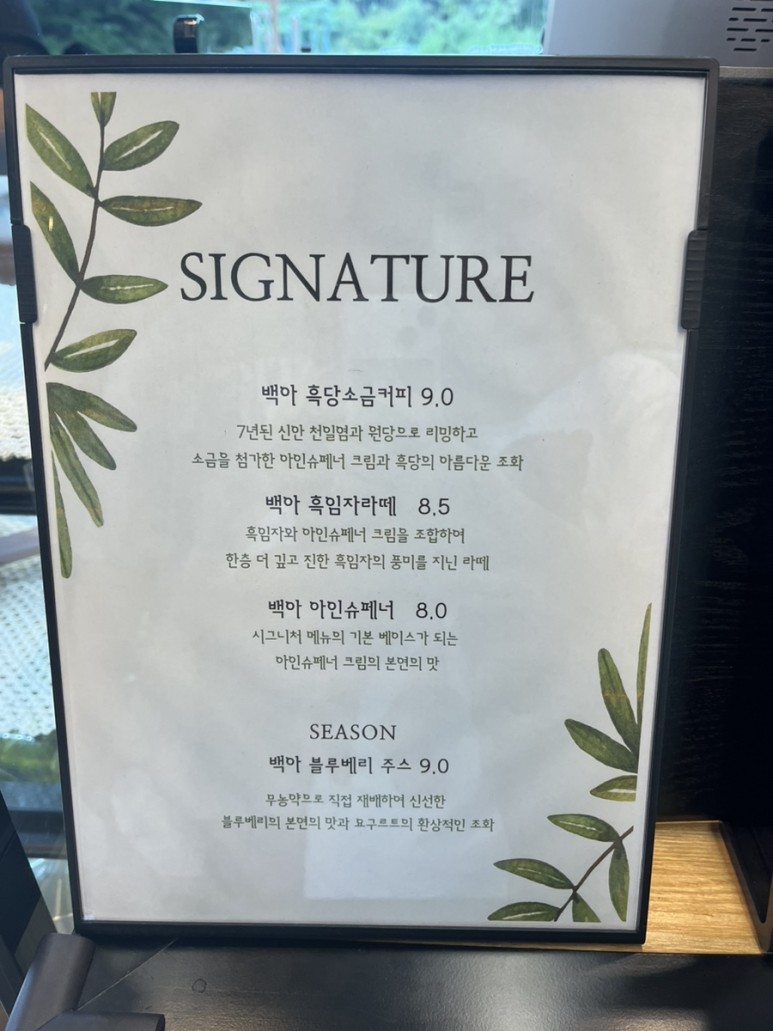 SIGNATURE
백아 흑당소금커피 9.0
7년된 신안 천일염과 원당으로 리밍하고
소금을 첨가한 아인슈페너 크림과 흑당의 아름다운 조화
백아 흑임자라떼 8.5
흑임자와 아인슈페너 크림을 조합하여
한층 더 깊고 진한 흑임자의 풍미를 지닌 라떼
백아 아인슈페너 8.0
시그니처 메뉴의 기본 베이스가 되는
아인슈페너 크림의 본연의 맛
SEASON
백아 블루베리 주스 9.0
무농약으로 직접 재배하여 신선한
블루베리의 본연의 맛과 요구르트의 환상적인 조화